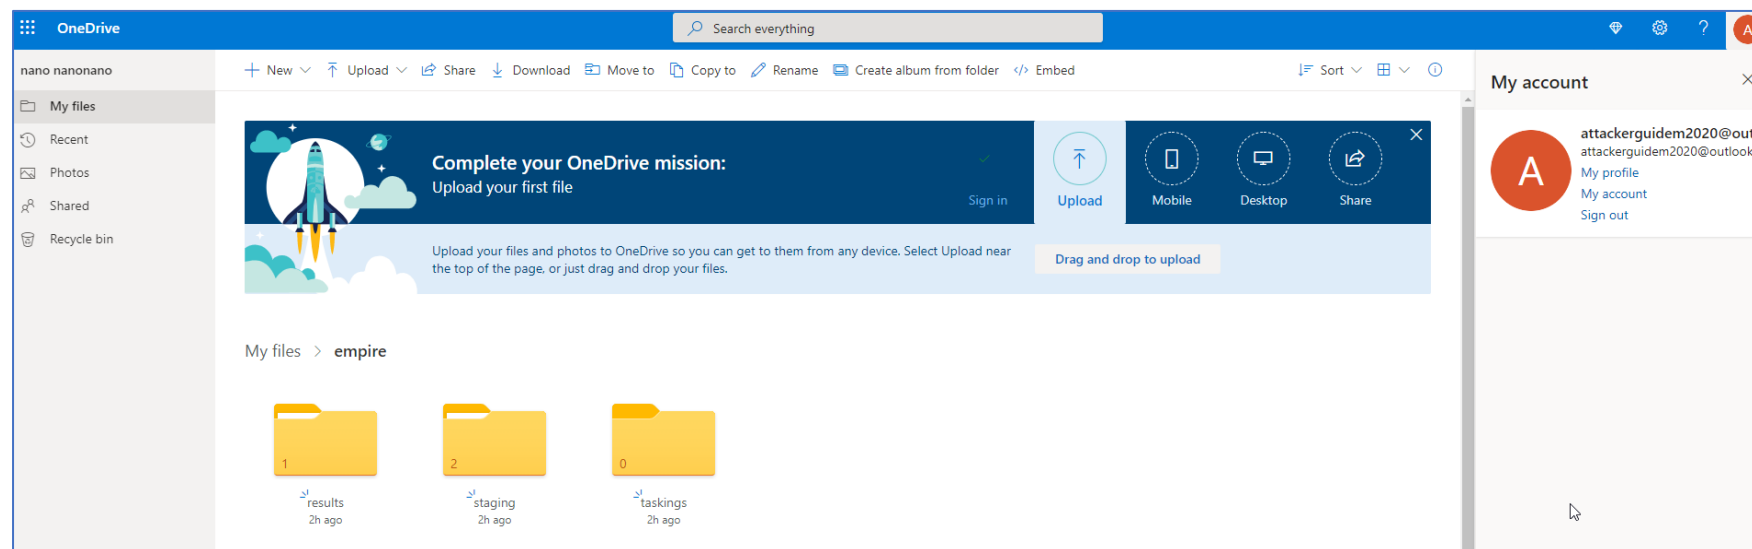 OneDrive
Search everything
?
A
nano nanonano
New
Upload
Share
Download
Move to
Copy to
Rename
Create album from folder
Embed
Sort
My files
Recent
Photos
Shared
Recycle bin
Complete your OneDrive mission:
Upload your first file
Sign in
Upload
Mobile
Desktop
Share
Upload your files and photos to OneDrive so you can get to them from any device. Select Upload near
the top of the page, or just drag and drop your files.
Drag and drop to upload
My files > empire
1
results
2h ago
2
staging
2h ago
0
taskings
2h ago
My account
A
attackerguidem2020@out
attackerguidem2020@outlook
My profile
My account
Sign out